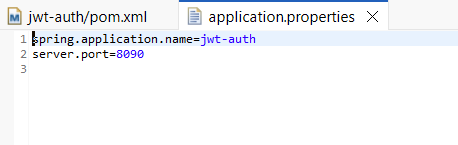 jwt-auth/pom.xml
application.properties
1 spring.application.name=jwt-auth
2 server.port=8090
3